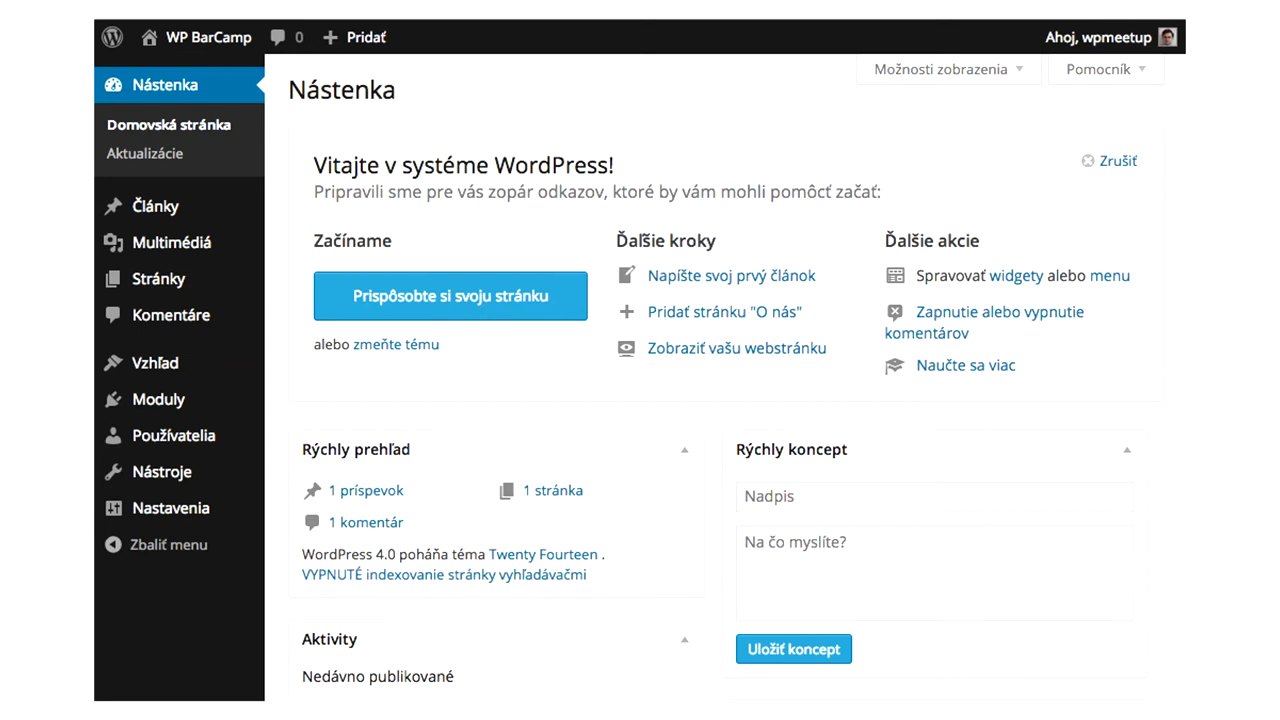 WP BarCamp 0 Pridať Ahoj, wpmeetup
Nástenka
Domovská stránka
Aktualizácie
Články
Multimédiá
Stránky
Komentáre
Vzhľad
Moduly
Používatelia
Nástroje
Nastavenia
Zbaliť menu
Možnosti zobrazenia Pomocník
Nástenka
Vitajte v systéme WordPress! Zrušiť
Pripravili sme pre vás zopár odkazov, ktoré by vám mohli pomôcť začať:
Začíname
Prispôsobte si svoju stránku
alebo zmeňte tému
Ďaľšie kroky
Napíšte svoj prvý článok
Pridať stránku "O nás"
Zobraziť vašu webstránku
Ďalšie akcie
Spravovať widgety alebo menu
Zapnutie alebo vypnutie
komentárov
Naučte sa viac
Rýchly prehľad
1 príspevok 1 stránka
1 komentár
WordPress 4.0 poháňa téma Twenty Fourteen .
VYPNUTÉ indexovanie stránky vyhľadávačmi
Aktivity
Nedávno publikované
Rýchly koncept
Nadpis
Na čo myslíte?
Uložiť koncept